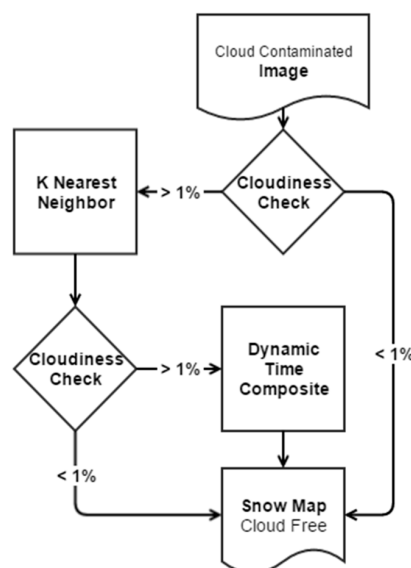 Cloud Contaminated
Image
Cloudiness
Check
> 1%
K Nearest
Neighbor
< 1%
Cloudiness
Check
> 1%
Dynamic
Time
Composite
< 1%
Snow Map
Cloud Free